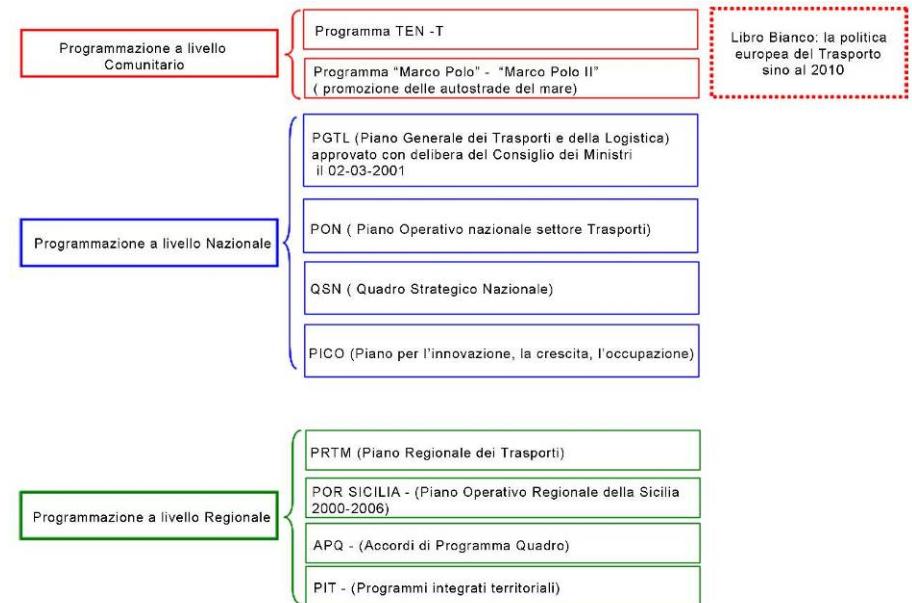 Programmazione a livello
Comunitario
Programma TEN -T
Programma “Marco Polo” - “Marco Polo II”
( promozione delle autostrade del mare)
Libro Bianco: la politica
europea del Trasporto
sino al 2010
Programmazione a livello Nazionale
PGTL (Piano Generale dei Trasporti e della Logistica)
approvato con delibera del Consiglio dei Ministri
il 02-03-2001
PON ( Piano Operativo nazionale settore Trasporti)
QSN ( Quadro Strategico Nazionale)
PICO (Piano per l’innovazione, la crescita, l’occupazione)
Programmazione a livello Regionale
PRTM (Piano Regionale dei Trasporti)
POR SICILIA - (Piano Operativo Regionale della Sicilia
2000-2006)
APQ - (Accordi di Programma Quadro)
PIT - (Programmi integrati territoriali)